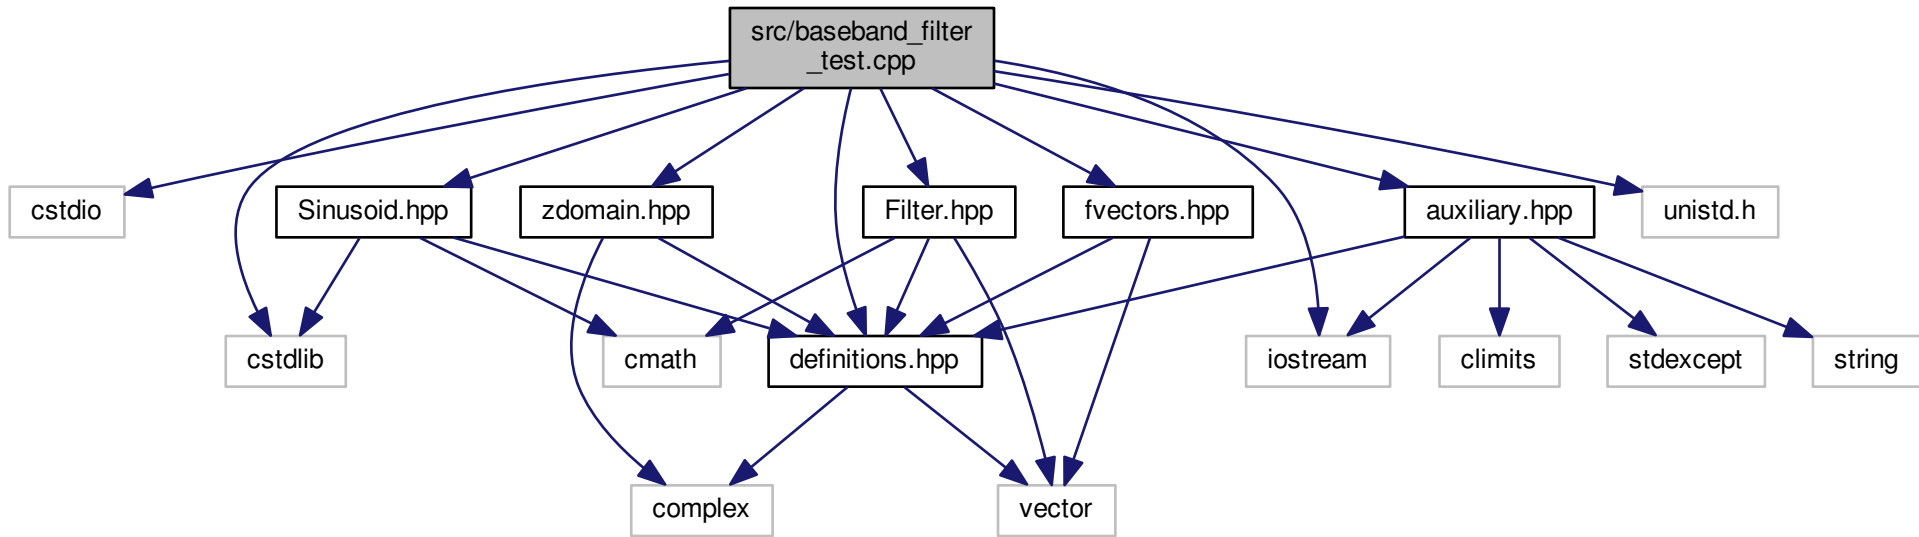 src/baseband_filter
_test.cpp
cstdio
Sinusoid.hpp
zdomain.hpp
Filter.hpp
fvectors.hpp
auxiliary.hpp
unistd.h
cstdlib
cmath
definitions.hpp
iostream
climits
stdexcept
string
complex
vector